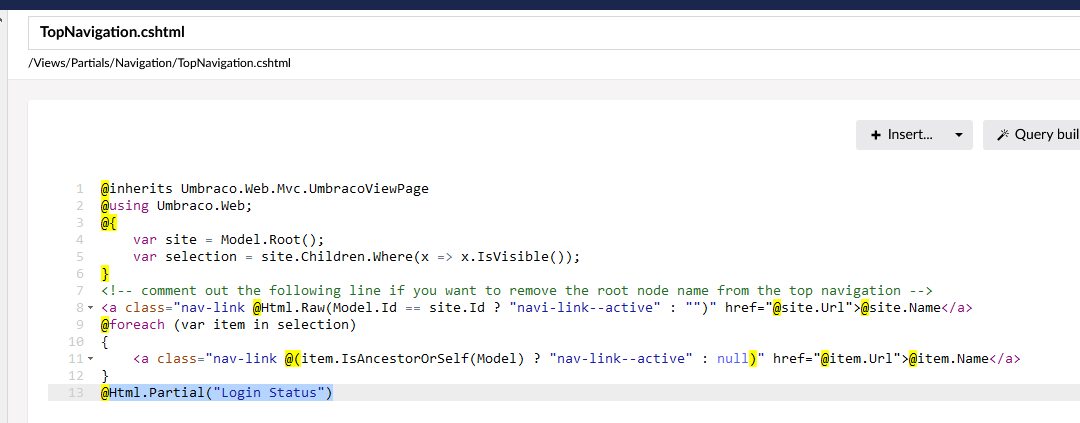 TopNavigation.cshtml
/Views/Partials/Navigation/TopNavigation.cshtml
+ Insert... Query buil
1 @inherits Umbraco.Web.Mvc.UmbracoViewPage
2 @using Umbraco.Web;
3 @{
4 var site = Model.Root();
5 var selection = site.Children.Where(x => x.IsVisible());
6 }
7 <!-- comment out the following line if you want to remove the root node name from the top navigation -->
8 <a class="nav-link @Html.Raw(Model.Id == site.Id ? "navi-link--active" : "")" href="@site.Url">@site.Name</a>
9 @foreach (var item in selection)
10 {
11 <a class="nav-link @(item.IsAncestorOrSelf(Model) ? "nav-link--active" : null)" href="@item.Url">@item.Name</a>
12 }
13 @Html.Partial("Login Status")